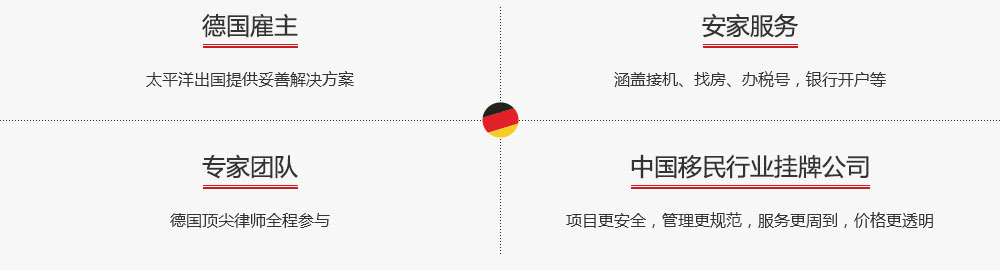 德国雇主
太平洋出国提供妥善解决方案
安家服务
涵盖接机、找房、办税号，银行开户等
专家团队
德国顶尖律师全程参与
中国移民行业挂牌公司
项目更安全，管理更规范，服务更周到，价格更透明